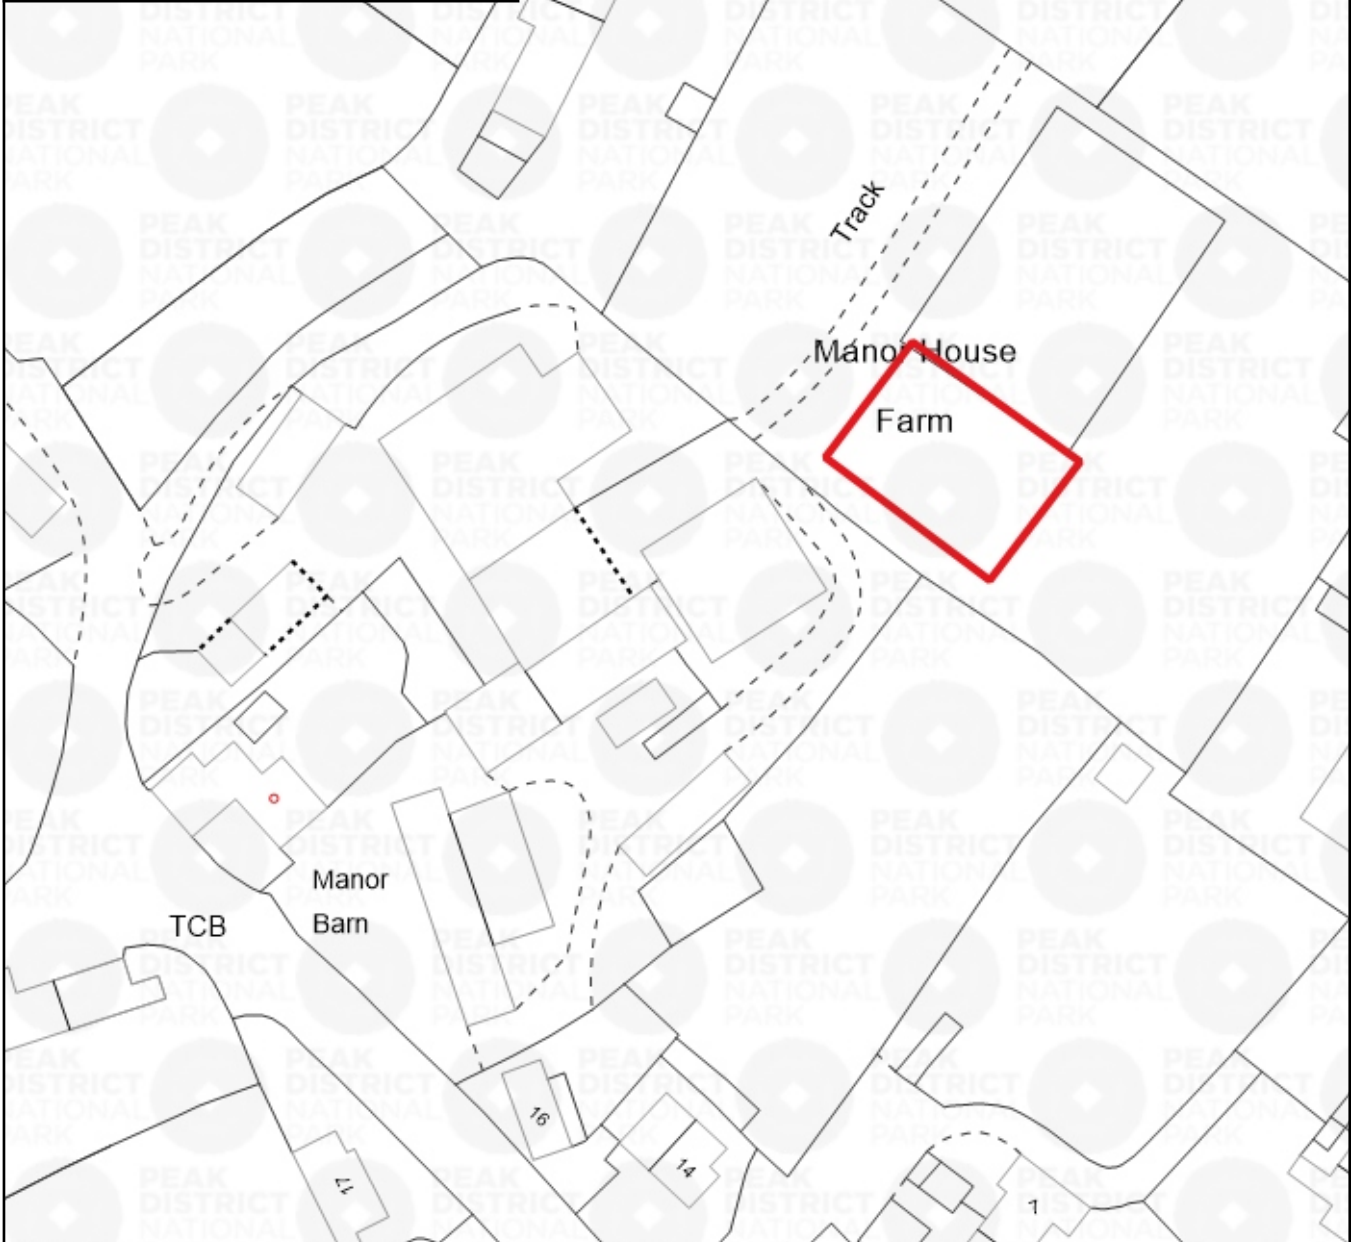 Track
Manor House
Farm
Manor
Barn
TCB
16
14
17
1
PEAK
DISTRICT
NATIONAL
PARK